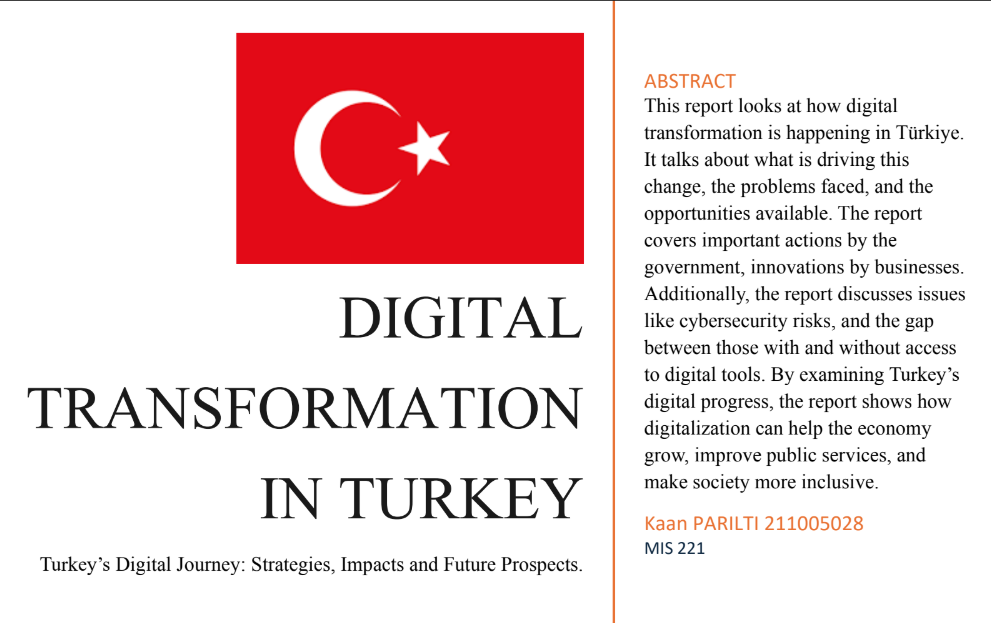 DIGITAL
TRANSFORMATION
IN TURKEY
Turkey’s Digital Journey: Strategies, Impacts and Future Prospects.
ABSTRACT
This report looks at how digital
transformation is happening in Türkiye.
It talks about what is driving this
change, the problems faced, and the
opportunities available. The report
covers important actions by the
government, innovations by businesses.
Additionally, the report discusses issues
like cybersecurity risks, and the gap
between those with and without access
to digital tools. By examining Turkey’s
digital progress, the report shows how
digitalization can help the economy
grow, improve public services, and
make society more inclusive.
Kaan PARILTI 211005028
MIS 221